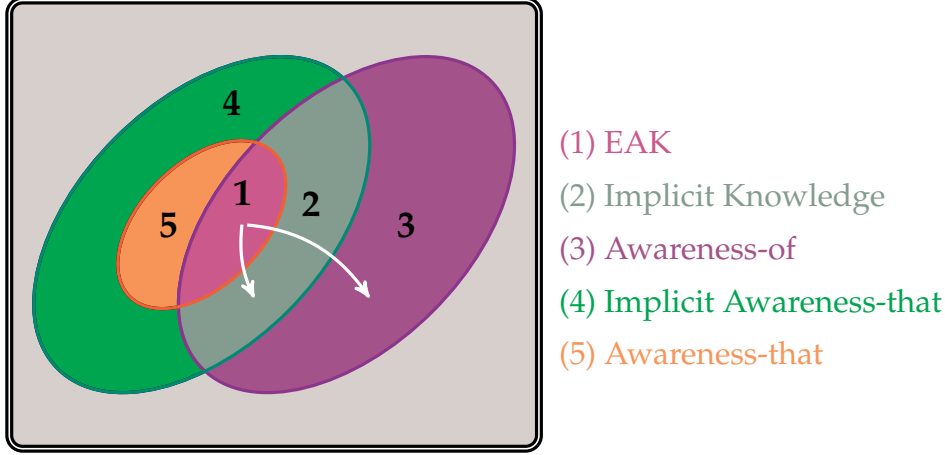 4
1
2
5
3
(1) EAK
(2) Implicit Knowledge
(3) Awareness-of
(4) Implicit Awareness-that
(5) Awareness-that